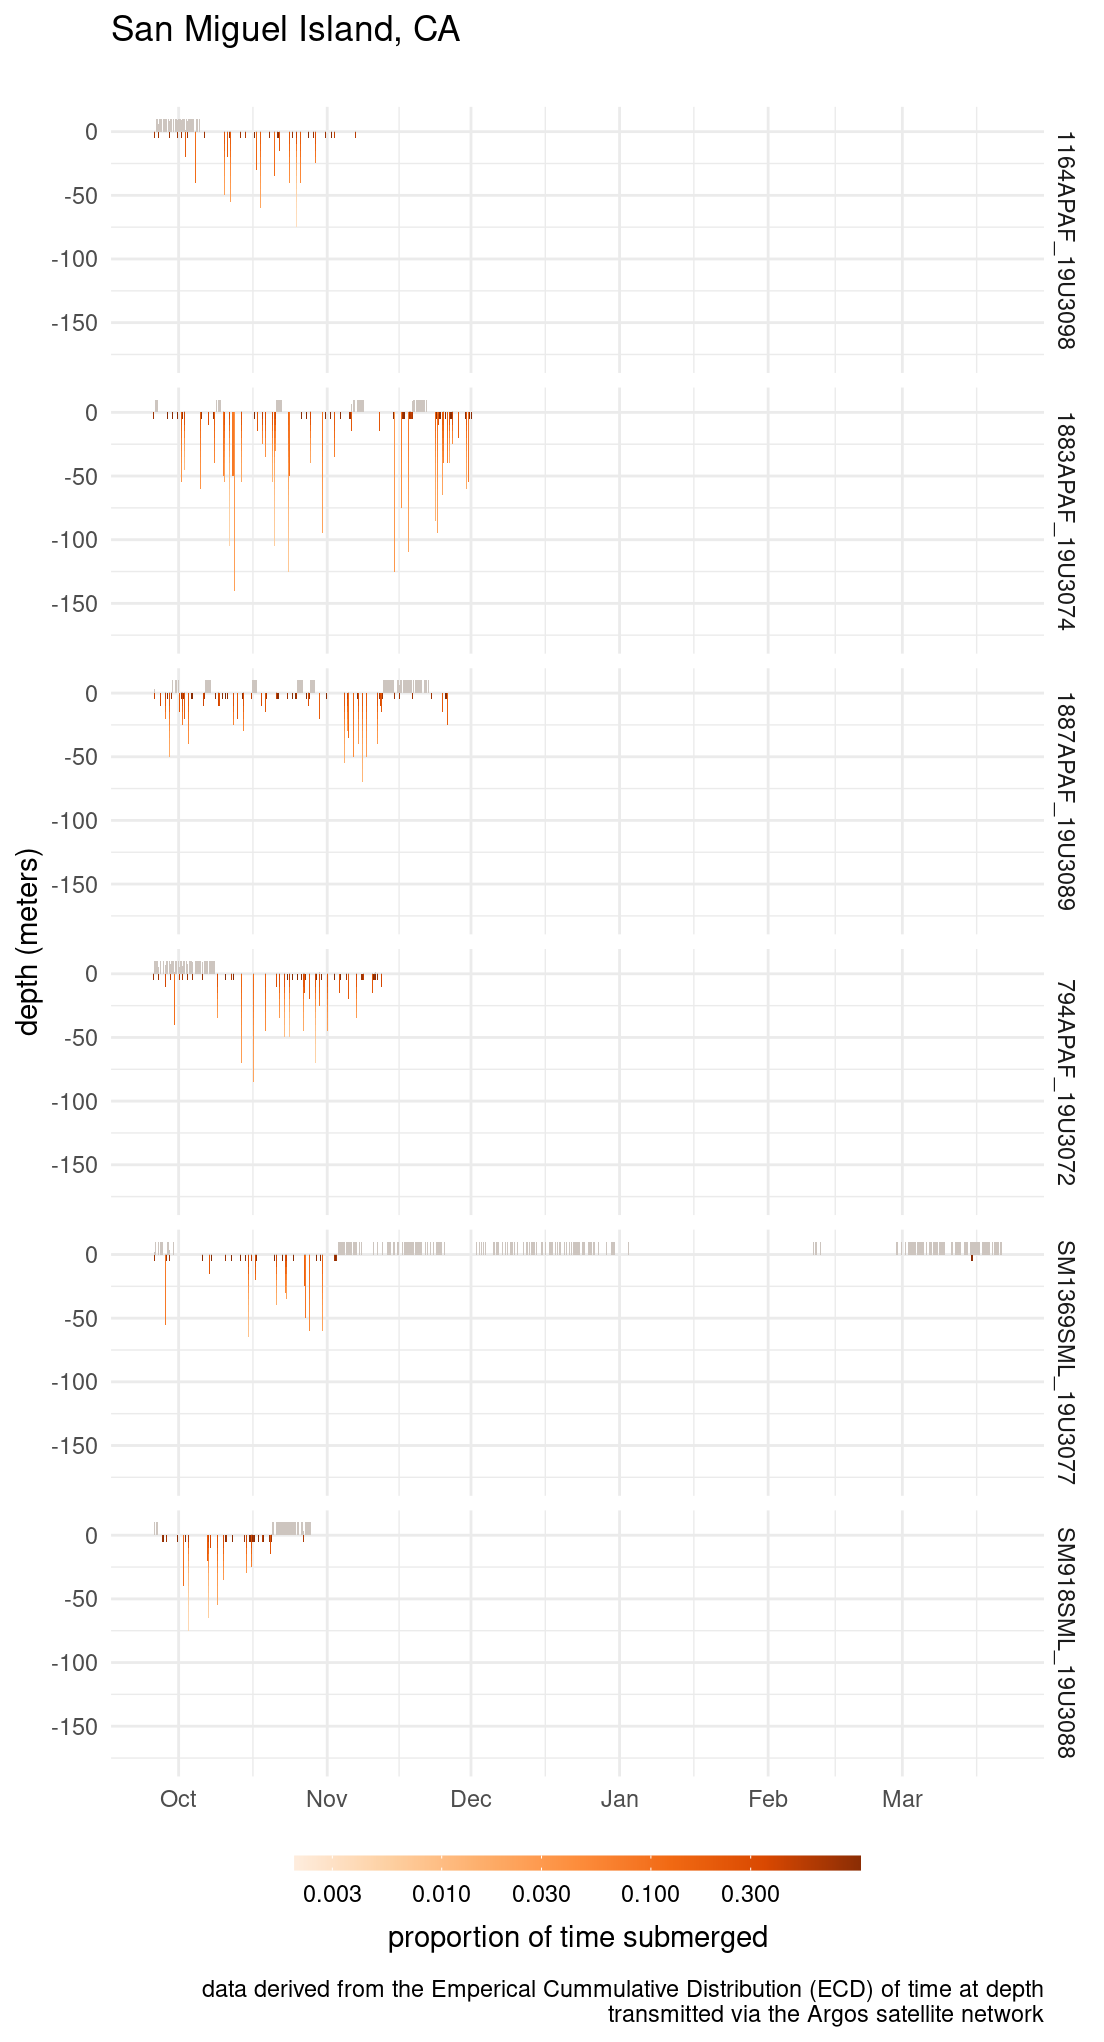 San Miguel Island, CA
0
-50
-100
-150
1164APAF_19U3098
0
-50
-100
-150
1883APAF_19U3074
0
-50
-100
-150
1887APAF_19U3089
depth (meters)
0
-50
-100
-150
794APAF_19U3072
0
-50
-100
-150
SM1369SML_19U3077
0
-50
-100
-150
SM918SML_19U3088
Oct Nov Dec Jan Feb Mar
0.003 0.010 0.030 0.100 0.300
proportion of time submerged
data derived from the Emperical Cummulative Distribution (ECD) of time at depth
transmitted via the Argos satellite network